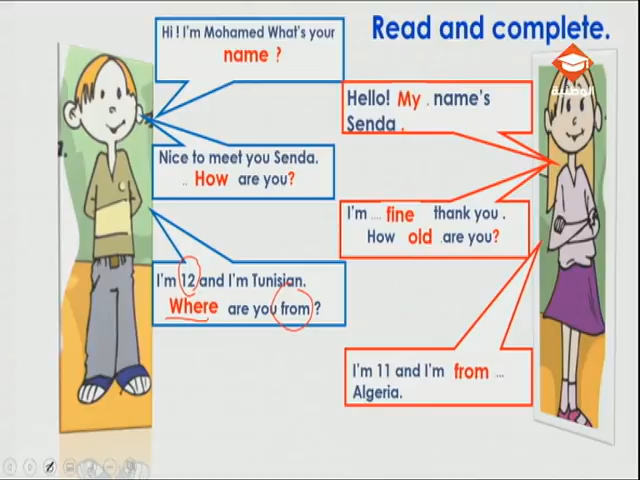 Read and complete.
الوطنية
Hi ! I'm Mohamed What's your
name ?
Hello! My . name's
Senda .
Nice to meet you Senda.
.. How are you?
I'm .... fine thank you .
How old .are you?
I'm 12 and I'm Tunisian.
Where are you from ?
I'm 11 and I'm from ...
Algeria.